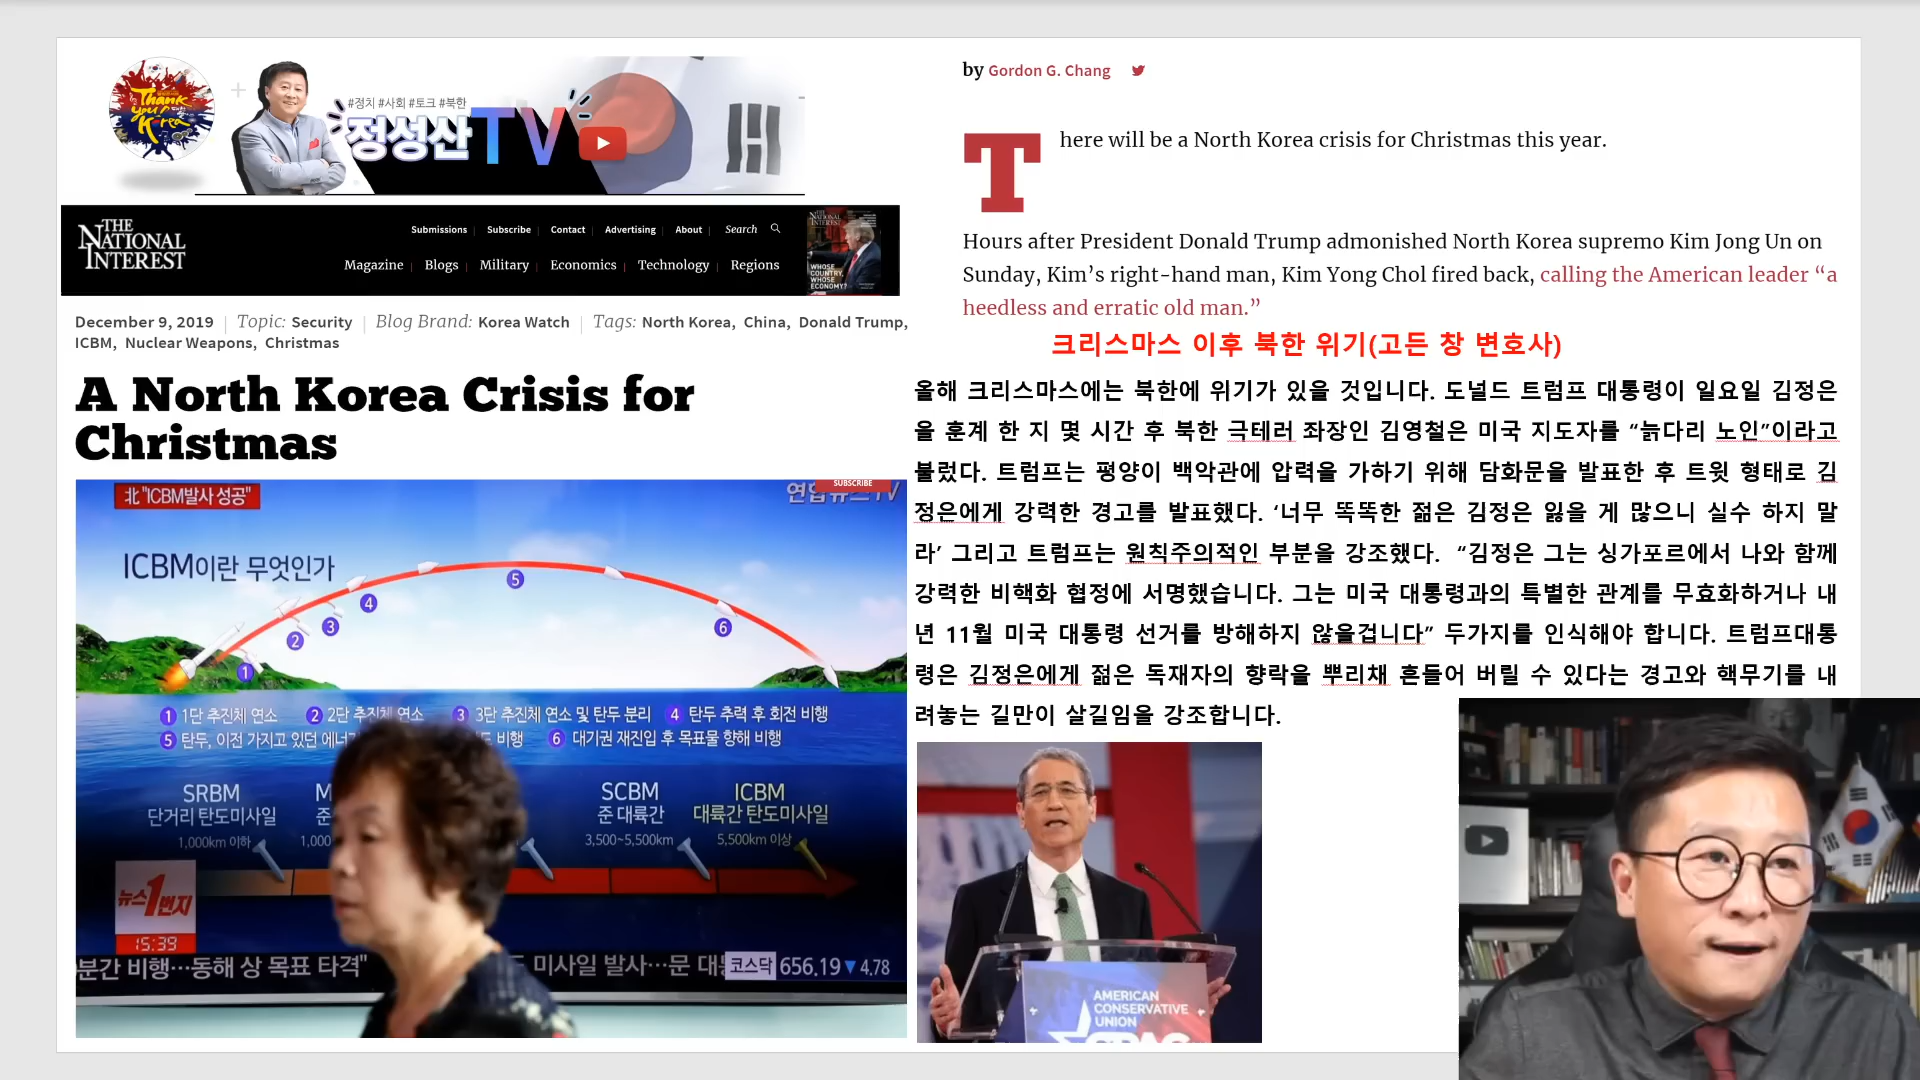 Thank
you
Korea
#정치 #사회 #토크 #북한
정성산TV
THE
NATIONAL
INTEREST
Submissions
Subscribe
Contact
Advertising
About
Search
Magazine
Blogs
Military
Economics
Technology
Regions
THE
NATIONAL
INTEREST
WHOSE
COUNTRY,
WHOSE
ECONOMY?
December 9, 2019 Topic: Security Blog Brand: Korea Watch Tags: North Korea, China, Donald Trump,
ICBM, Nuclear Weapons, Christmas
A North Korea Crisis for
Christmas
北 "ICBM발사 성공"
SUBSCRIBE
연합뉴스TV
ICBM이란 무엇인가
1
2
3
4
5
6
1 1단 추진체 연소 2 2단 추진체 연소 3 3단 추진체 연소 및 탄두 분리 4 탄두 추력 후 회전 비행
5 탄두, 이전 가지고 있던 비행 6 대기권 재진입 후 목표물 향해 비행
SRBM
단거리 탄도미사일
1,000km 이하
M
준
1,000
SCBM
준 대륙간
3,500~5,500km
ICBM
대륙간 탄도미사일
5,500km 이상
뉴스1번지
15:39
분간 비행…동해 상 목표 타격"
미사일 발사…문 대
코스닥 656.19▼4.78
by Gordon G. Chang
There will be a North Korea crisis for Christmas this year.
Hours after President Donald Trump admonished North Korea supremo Kim Jong Un on
Sunday, Kim’s right-hand man, Kim Yong Chol fired back, calling the American leader “a
heedless and erratic old man.”
크리스마스 이후 북한 위기(고든 창 변호사)
올해 크리스마스에는 북한에 위기가 있을 것입니다. 도널드 트럼프 대통령이 일요일 김정은
을 훈계 한 지 몇 시간 후 북한 극테러 좌장인 김영철은 미국 지도자를 “늙다리 노인”이라고
불렀다. 트럼프는 평양이 백악관에 압력을 가하기 위해 담화문을 발표한 후 트윗 형태로 김
정은에게 강력한 경고를 발표했다. ‘너무 똑똑한 젊은 김정은 잃을 게 많으니 실수 하지 말
라’ 그리고 트럼프는 원칙주의적인 부분을 강조했다. “김정은 그는 싱가포르에서 나와 함께
강력한 비핵화 협정에 서명했습니다. 그는 미국 대통령과의 특별한 관계를 무효화하거나 내
년 11월 미국 대통령 선거를 방해하지 않을겁니다” 두가지를 인식해야 합니다. 트럼프대통
령은 김정은에게 젊은 독재자의 향락을 뿌리채 흔들어 버릴 수 있다는 경고와 핵무기를 내
려놓는 길만이 살길임을 강조합니다.
AMERICAN
CONSERVATIVE
UNION
CPAC